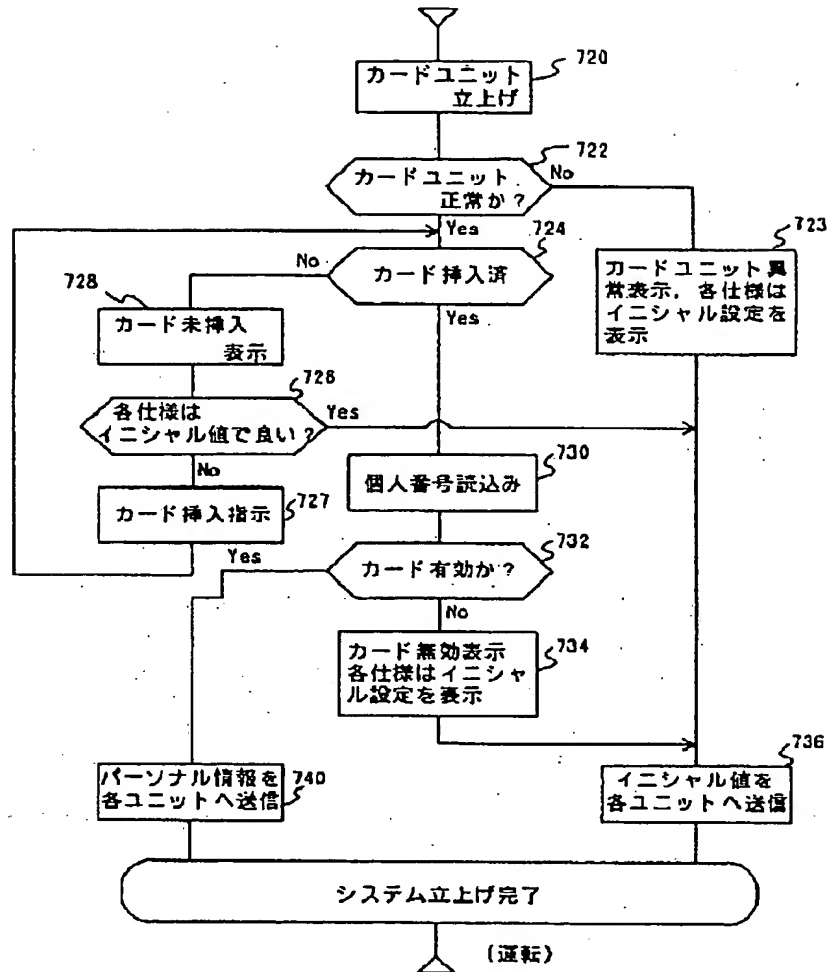 カードユニット
立上げ
720
カードユニット
正常か？
722
No
Yes
724
カード挿入済
No
Yes
723
カードユニット異
常表示，各仕様は
イニシャル設定を
表示
728
カード未挿入
表示
726
各仕様は
イニシャル値で良い？
Yes
No
カード挿入指示
727
730
個人番号読込み
732
カード有効か？
Yes
No
カード無効表示
各仕様はイニシャ
ル設定を表示
734
736
イニシャル値を
各ユニットへ送信
パーソナル情報を
各ユニットへ送信
740
システム立上げ完了
(運転)